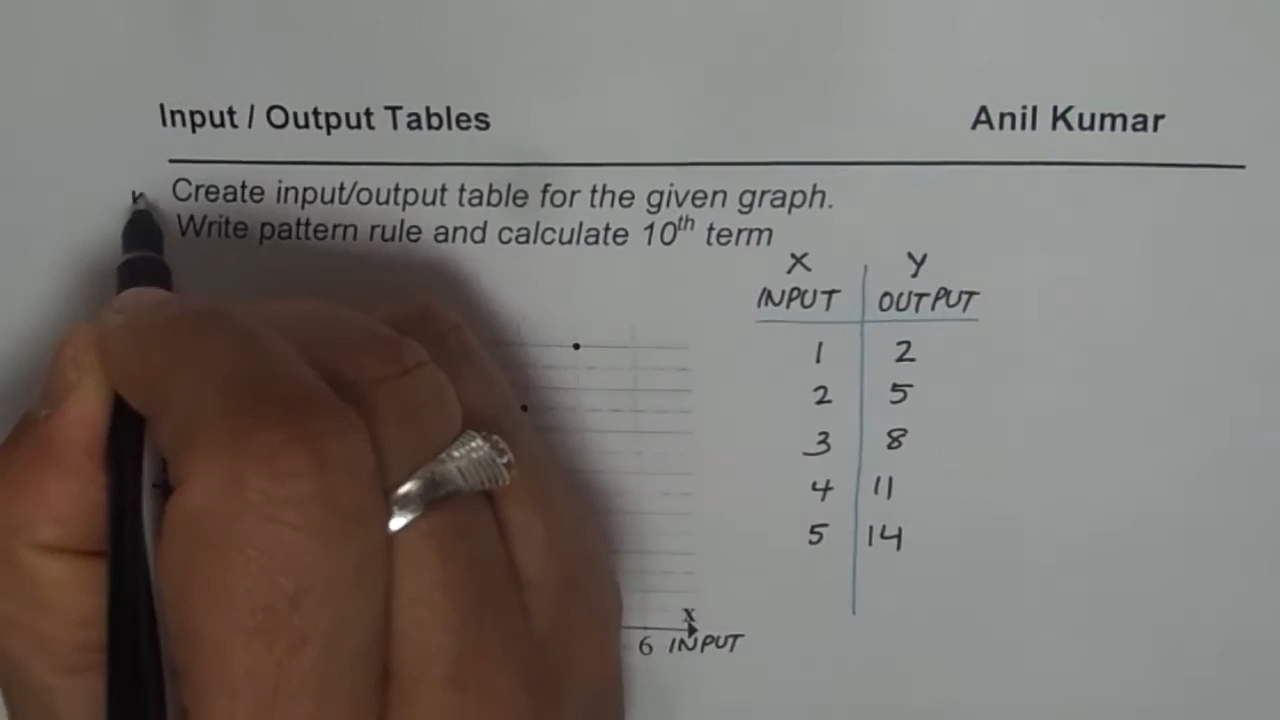 Input / Output Tables
Anil Kumar
Create input/output table for the given graph.
Write pattern rule and calculate 10th term
X Y
INPUT OUTPUT
1 2
2 5
3 8
4 11
5 14
x
6 INPUT